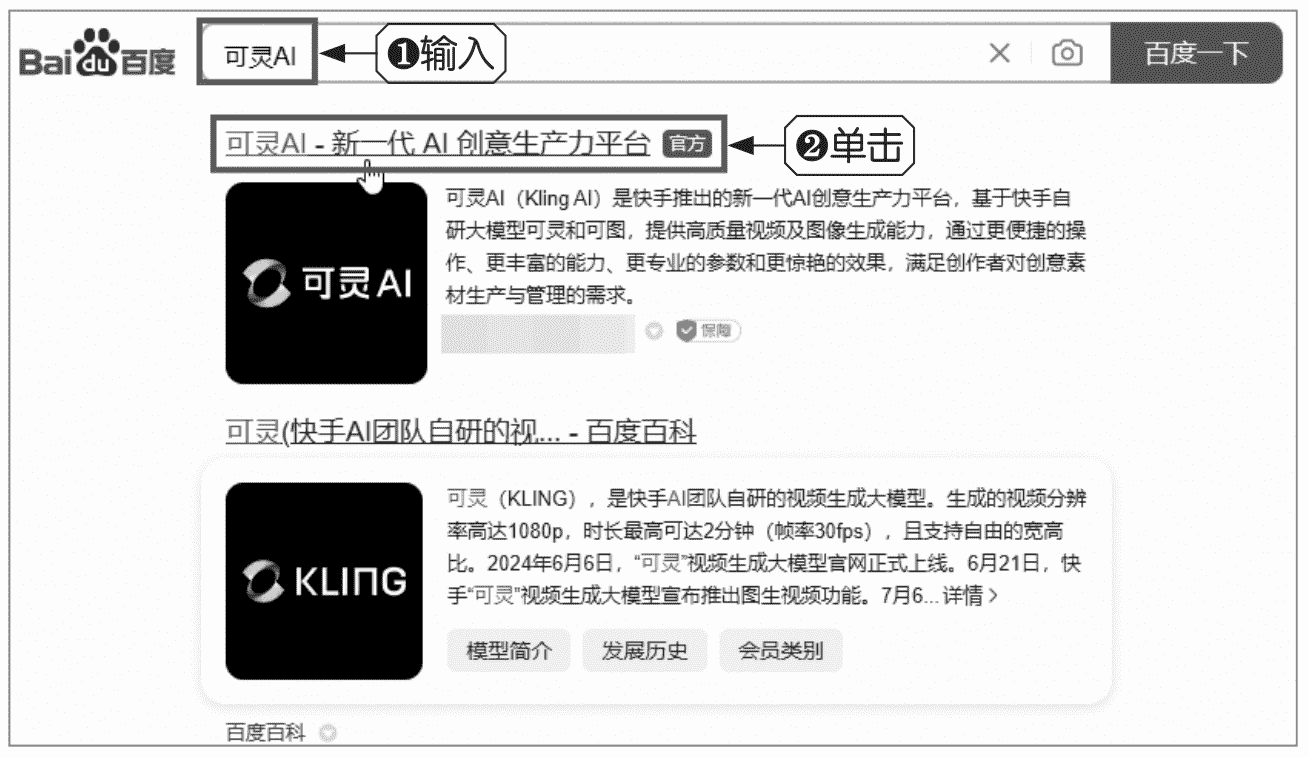 Bai du 百度 可灵AI ❶输入 百度一下
可灵AI - 新一代 AI 创意生产力平台 官方 ❷单击
可灵AI（Kling AI）是快手推出的新一代AI创意生产力平台，基于快手自
研大模型可灵和可图，提供高质量视频及图像生成能力，通过更便捷的操
作、更丰富的能力、更专业的参数和更惊艳的效果，满足创作者对创意素
材生产与管理的需求。
可灵AI
保障
可灵(快手AI团队自研的视... - 百度百科
可灵（KLING），是快手AI团队自研的视频生成大模型。生成的视频分辨
率高达1080p，时长最高可达2分钟（帧率30fps），且支持自由的宽高
比。2024年6月6日，“可灵”视频生成大模型官网正式上线。6月21日，快
手“可灵”视频生成大模型宣布推出图生视频功能。7月6... 详情 >
KLING
模型简介 发展历史 会员类别
百度百科